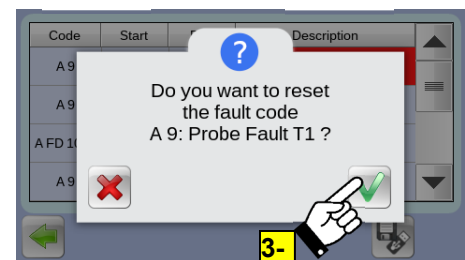 Code Start Description
A 9
Do you want to reset
A 9
the fault code
A 9: Probe Fault T1 ?
A FD
A 9
3-